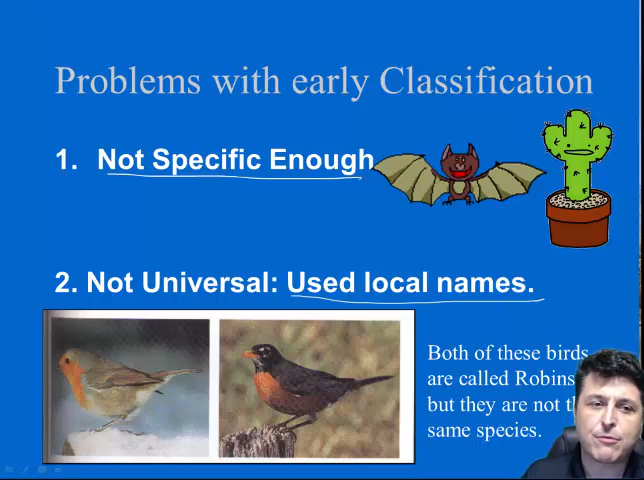 Problems with early Classification
1. Not Specific Enough
2. Not Universal: Used local names.
Both of these birds
are called Robins
but they are not
same species.